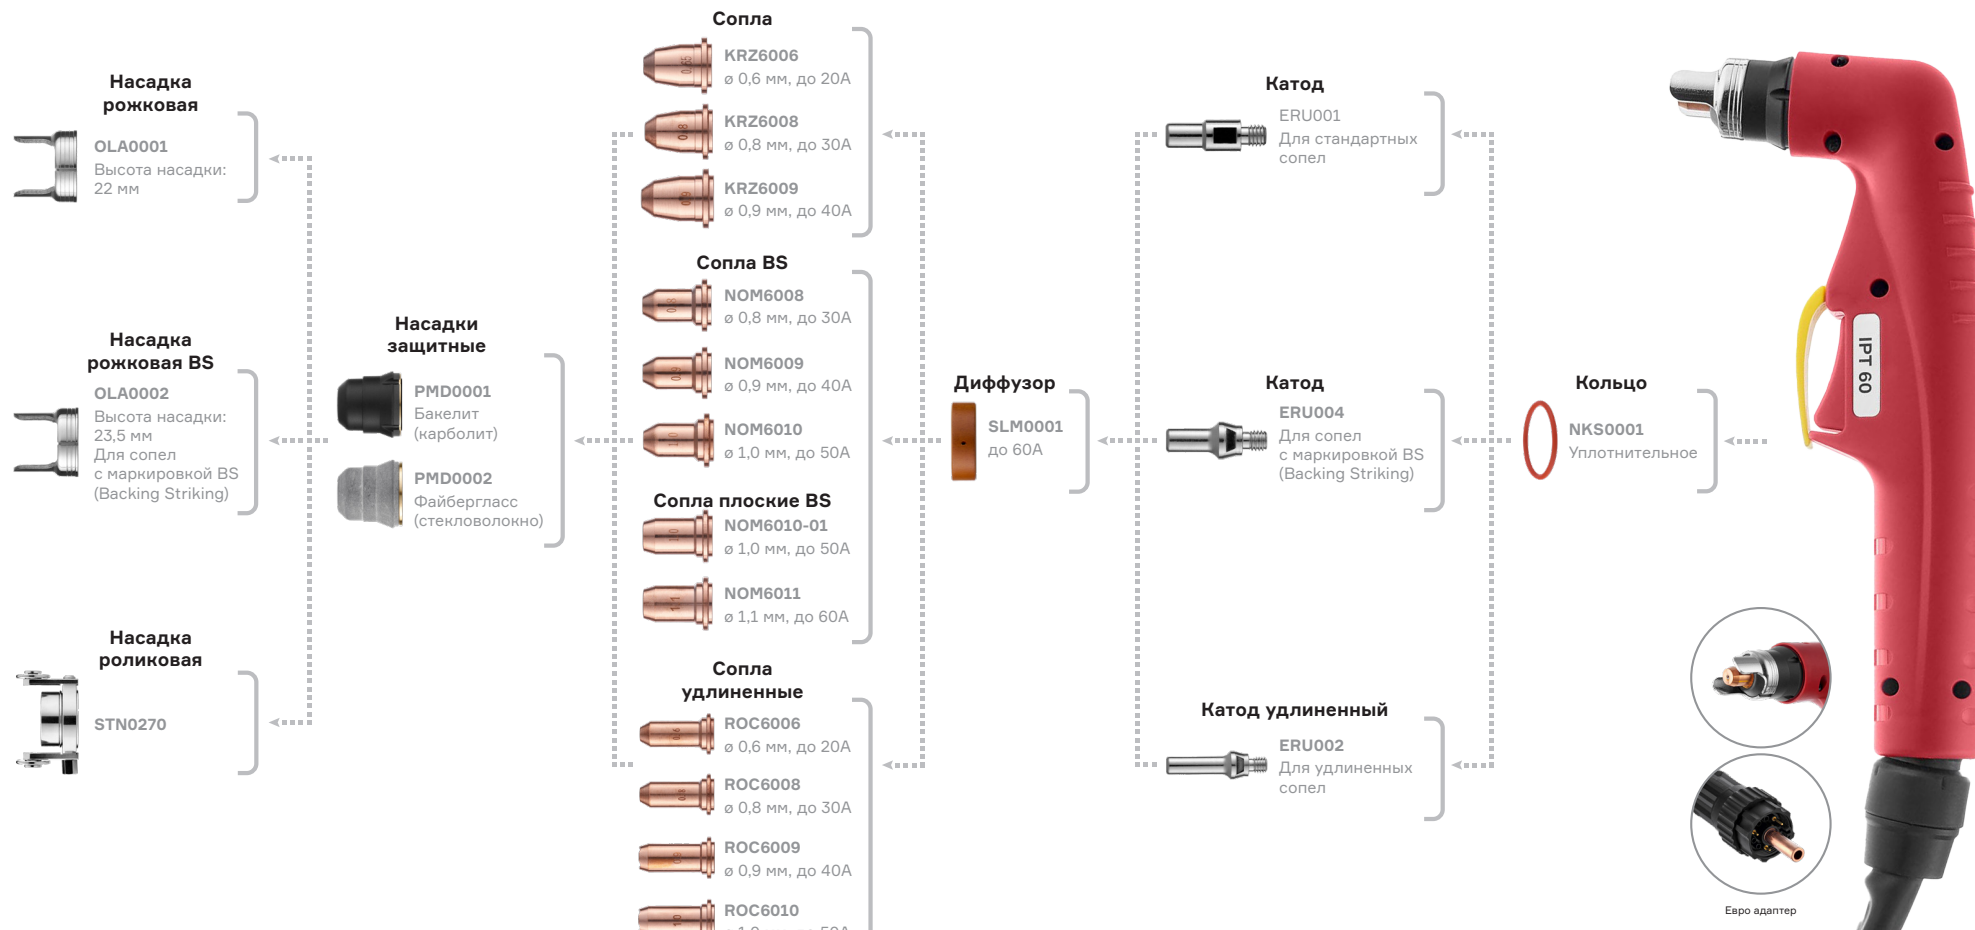 Насадка
рожковая
OLA0001
Высота насадки:
22 мм
Насадка
рожковая BS
OLA0002
Высота насадки:
23,5 мм
Для сопел
с маркировкой BS
(Backing Striking)
Насадка
роликовая
STN0270
Насадки
защитные
PMD0001
Бакелит
(карболит)
PMD0002
Файбергласс
(стекловолокно)
Сопла
KRZ6006
ø 0,6 мм, до 20А
KRZ6008
ø 0,8 мм, до 30А
KRZ6009
ø 0,9 мм, до 40А
Сопла BS
NOM6008
ø 0,8 мм, до 30А
NOM6009
ø 0,9 мм, до 40А
NOM6010
ø 1,0 мм, до 50А
Сопла плоские BS
NOM6010-01
ø 1,0 мм, до 50А
NOM6011
ø 1,1 мм, до 60А
Сопла
удлиненные
ROC6006
ø 0,6 мм, до 20А
ROC6008
ø 0,8 мм, до 30А
ROC6009
ø 0,9 мм, до 40А
ROC6010
Диффузор
SLM0001
до 60А
Катод
ERU001
Для стандартных
сопел
Катод
ERU004
Для сопел
с маркировкой BS
(Backing Striking)
Катод удлиненный
ERU002
Для удлиненных
сопел
Кольцо
NKS0001
Уплотнительное
IPT 60
Евро адаптер